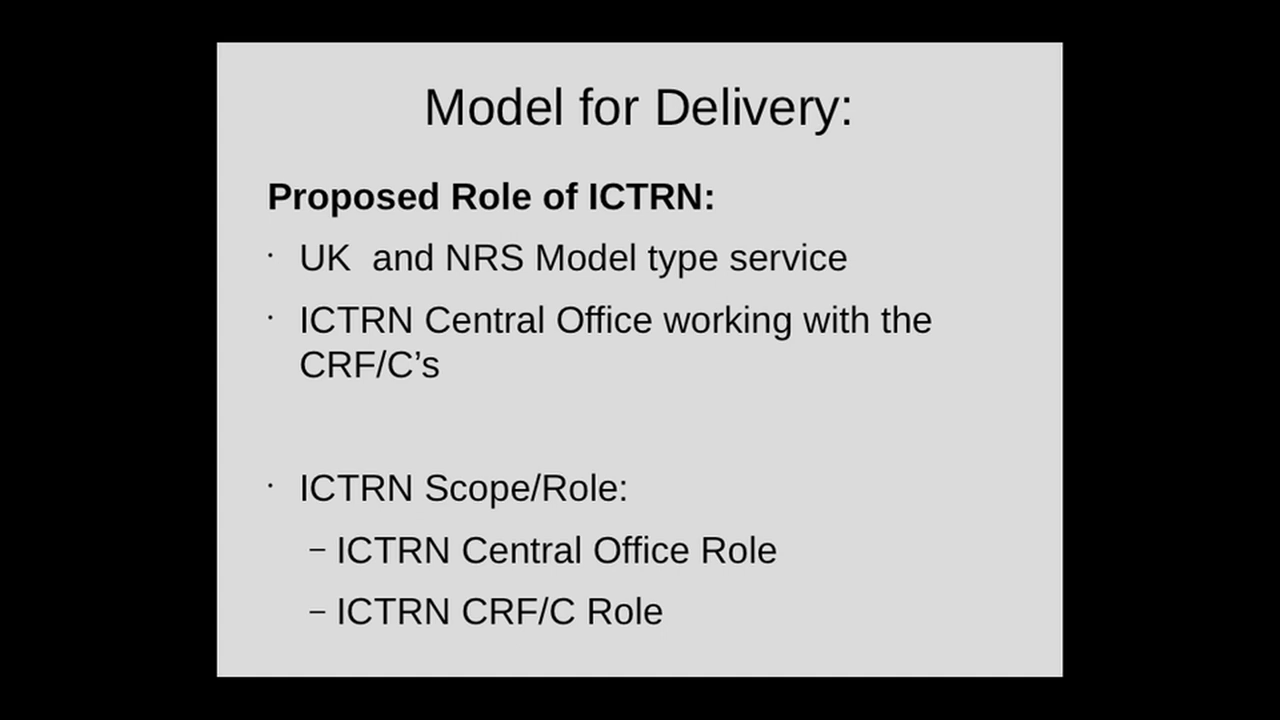 Model for Delivery:
Proposed Role of ICTRN:
· UK  and NRS Model type service
· ICTRN Central Office working with the
CRF/C’s
· ICTRN Scope/Role:
– ICTRN Central Office Role
– ICTRN CRF/C Role